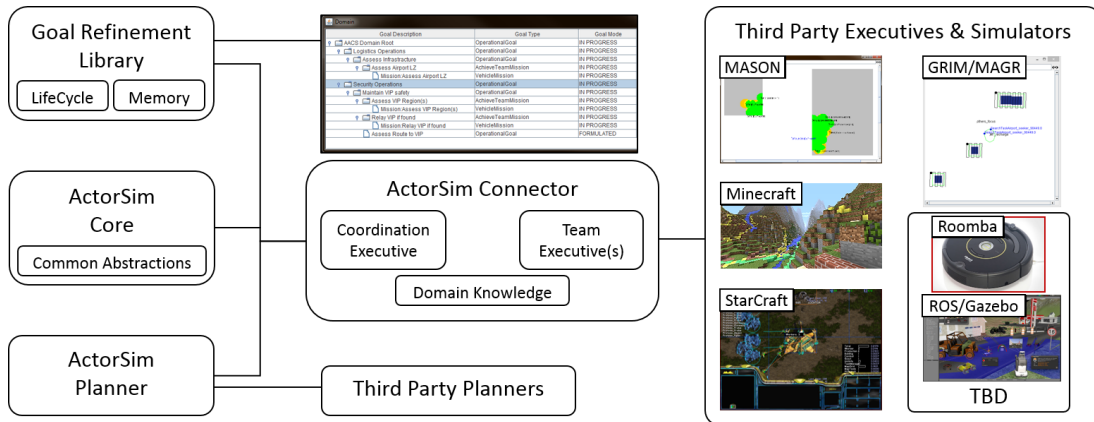 Goal Refinement
Library
LifeCycle
Memory
Domain
Goal Description Goal Type Goal Mode
AACS Domain Root OperationalGoal IN PROGRESS
Logistics Operations OperationalGoal IN PROGRESS
Assess Infrastructure OperationalGoal IN PROGRESS
Assess Airport LZ AchieveTeamMission IN PROGRESS
Mission:Assess Airport LZ VehicleMission IN PROGRESS
Security Operations OperationalGoal IN PROGRESS
Maintain VIP safety OperationalGoal IN PROGRESS
Assess VIP Region(s) AchieveTeamMission IN PROGRESS
Mission:Assess VIP Region(s) VehicleMission IN PROGRESS
Relay VIP if found AchieveTeamMission IN PROGRESS
Mission:Relay VIP if found VehicleMission IN PROGRESS
Assess Route to VIP OperationalGoal FORMULATED
ActorSim
Core
Common Abstractions
ActorSim Connector
Coordination
Executive
Team
Executive(s)
Domain Knowledge
ActorSim
Planner
Third Party Planners
Third Party Executives & Simulators
MASON
GRIM/MAGR
Minecraft
Roomba
StarCraft
ROS/Gazebo
TBD